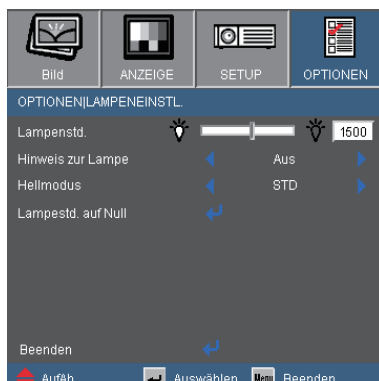 Bild ANZEIGE SETUP OPTIONEN
OPTIONEN|LAMPENEINSTL.
Lampenstd. 1500
Hinweis zur Lampe Aus
Hellmodus STD
Lampestd. auf Null
Beenden
AufAb Auswählen Menu Beenden